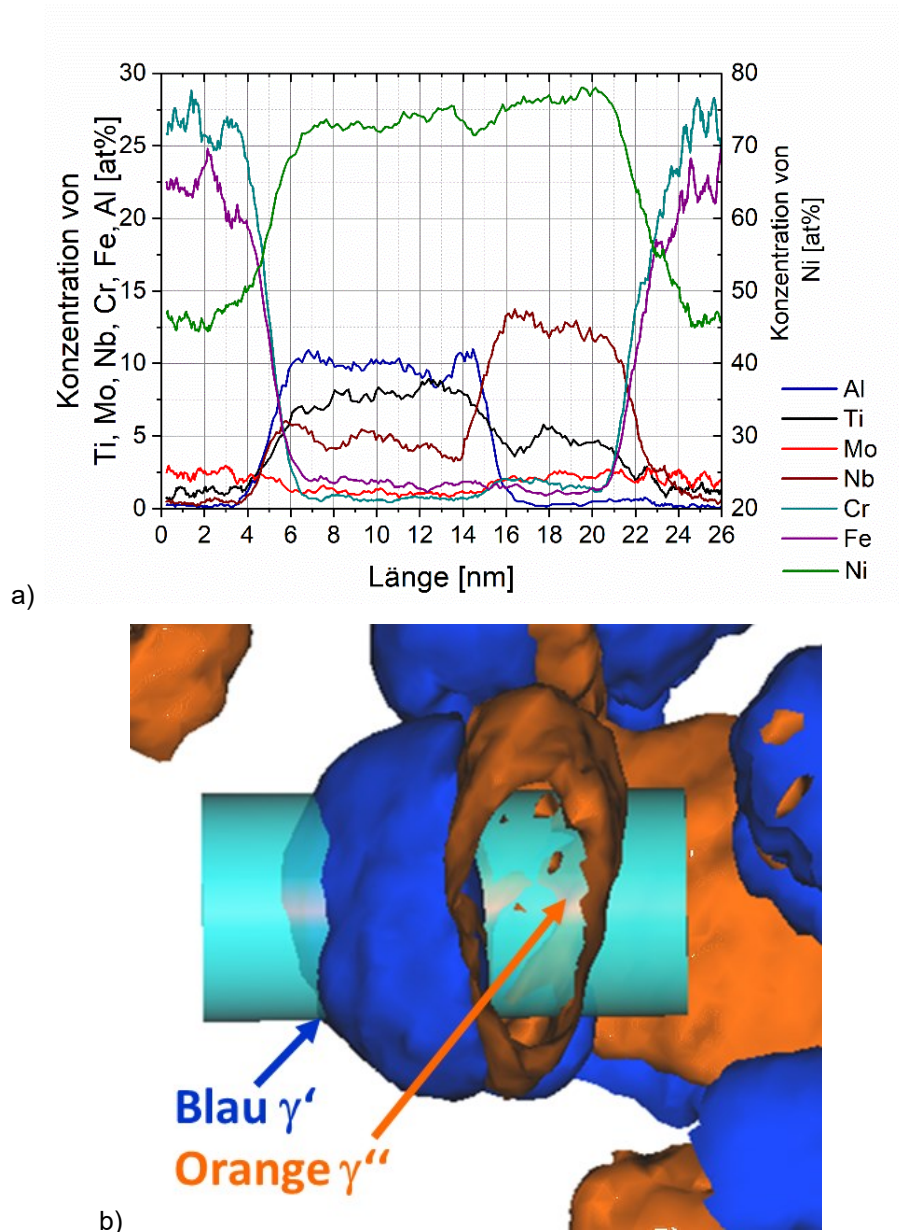 30
25
20
15
10
5
0
80
70
60
50
40
30
20
0 2 4 6 8 10 12 14 16 18 20 22 24 26
Konzentration von
Ti, Mo, Nb, Cr, Fe, Al [at%]
Konzentration von
Ni [at%]
Länge [nm]
Al
Ti
Mo
Nb
Cr
Fe
Ni
a)
Blau γ‘
Orange γ‘‘
b)